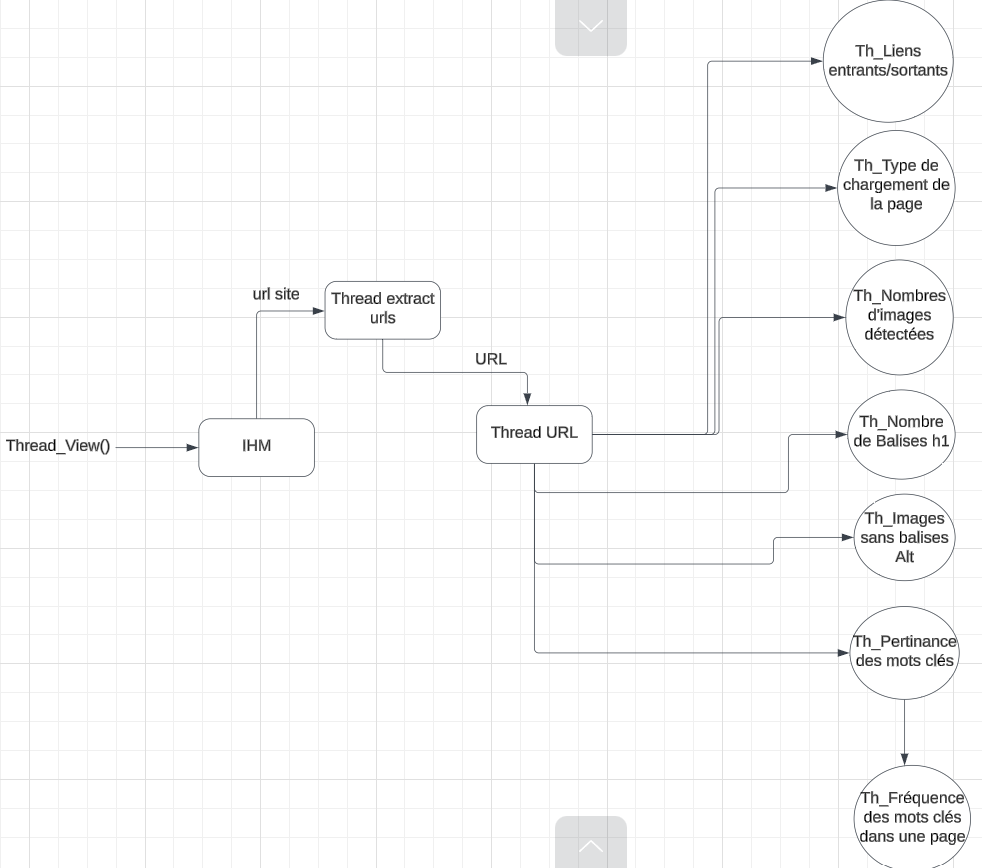 Th_Liens
entrants/sortants
Th_Type de
chargement de
la page
url site
Thread extract
urls
Th_Nombres
d'images
détectées
URL
Thread_View()
IHM
Thread URL
Th_Nombre
de Balises h1
Th_Images
sans balises
Alt
Th_Pertinance
des mots clés
Th_Fréquence
des mots clés
dans une page